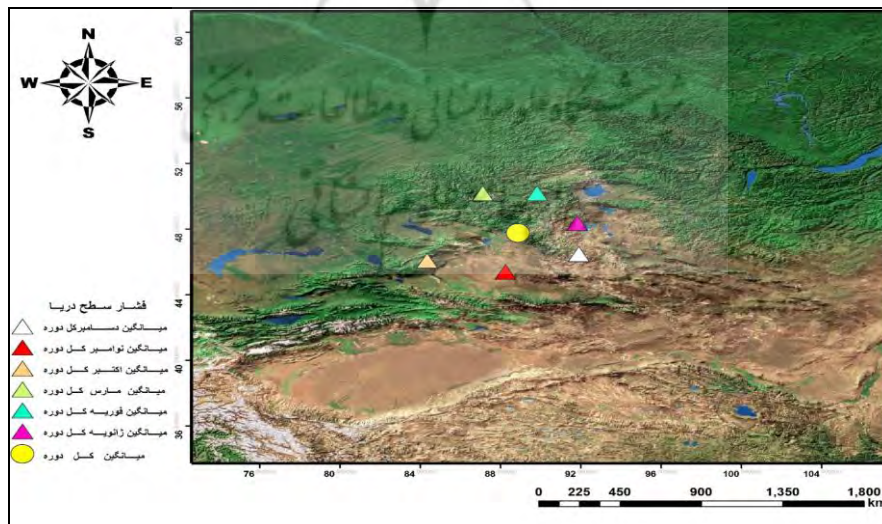 N
W E
S
60
56
52
48
44
40
36
فشار سطح دریا
میانگین دسامبر کل دوره
میانگین نوامبر کل دوره
میانگین اکتبر کل دوره
میانگین مارس کل دوره
میانگین فوریه کل دوره
میانگین ژانویه کل دوره
میانگین کل دوره
76 80 84 88 92 96 100 104
0 225 450 900 1,350 1,800
km